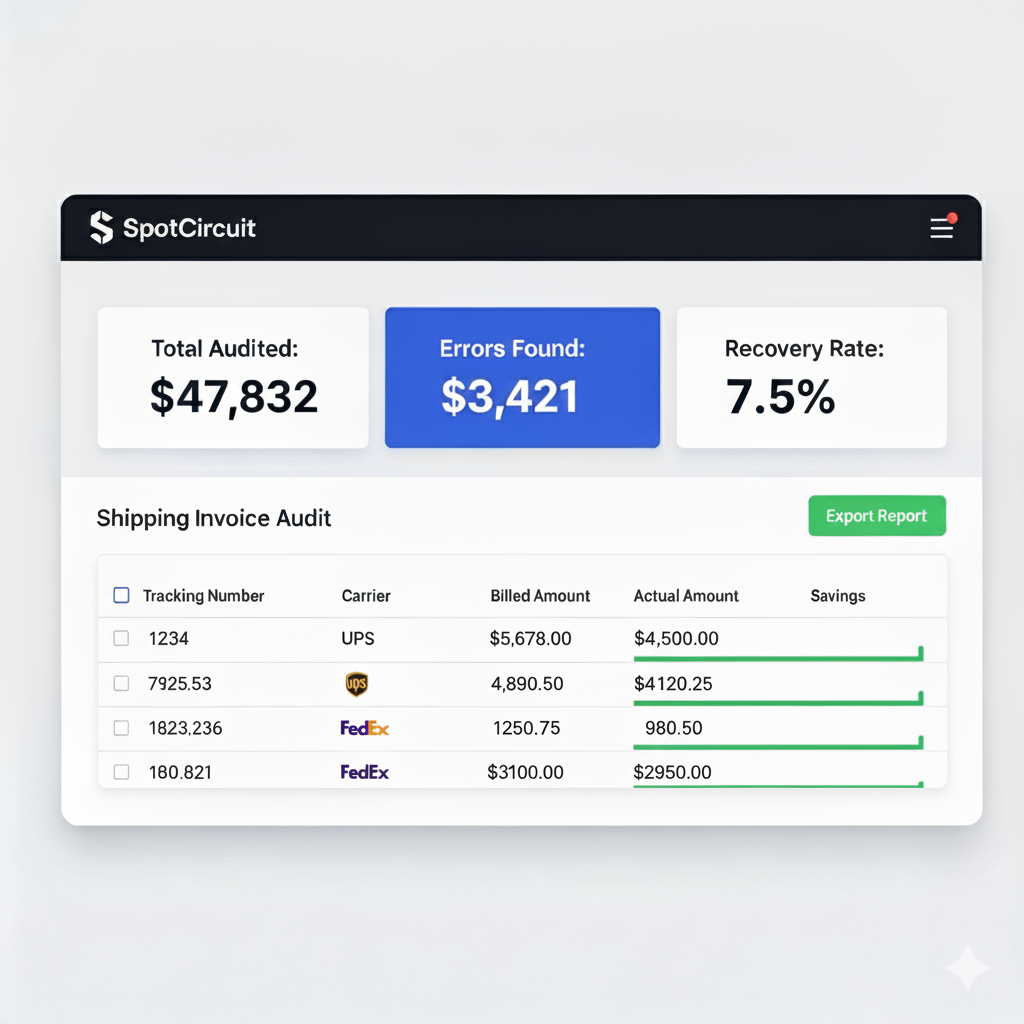 SpotCircuit
Total Audited:
$47,832
Errors Found:
$3,421
Recovery Rate:
7.5%
Shipping Invoice Audit
Export Report
Tracking Number Carrier Billed Amount Actual Amount Savings
1234 UPS $5,678.00 $4,500.00
7925.53 ups 4,890.50 $4120.25
1823,236 FedEx 1250.75 980.50
180.821 FedEx $3100.00 $2950.00